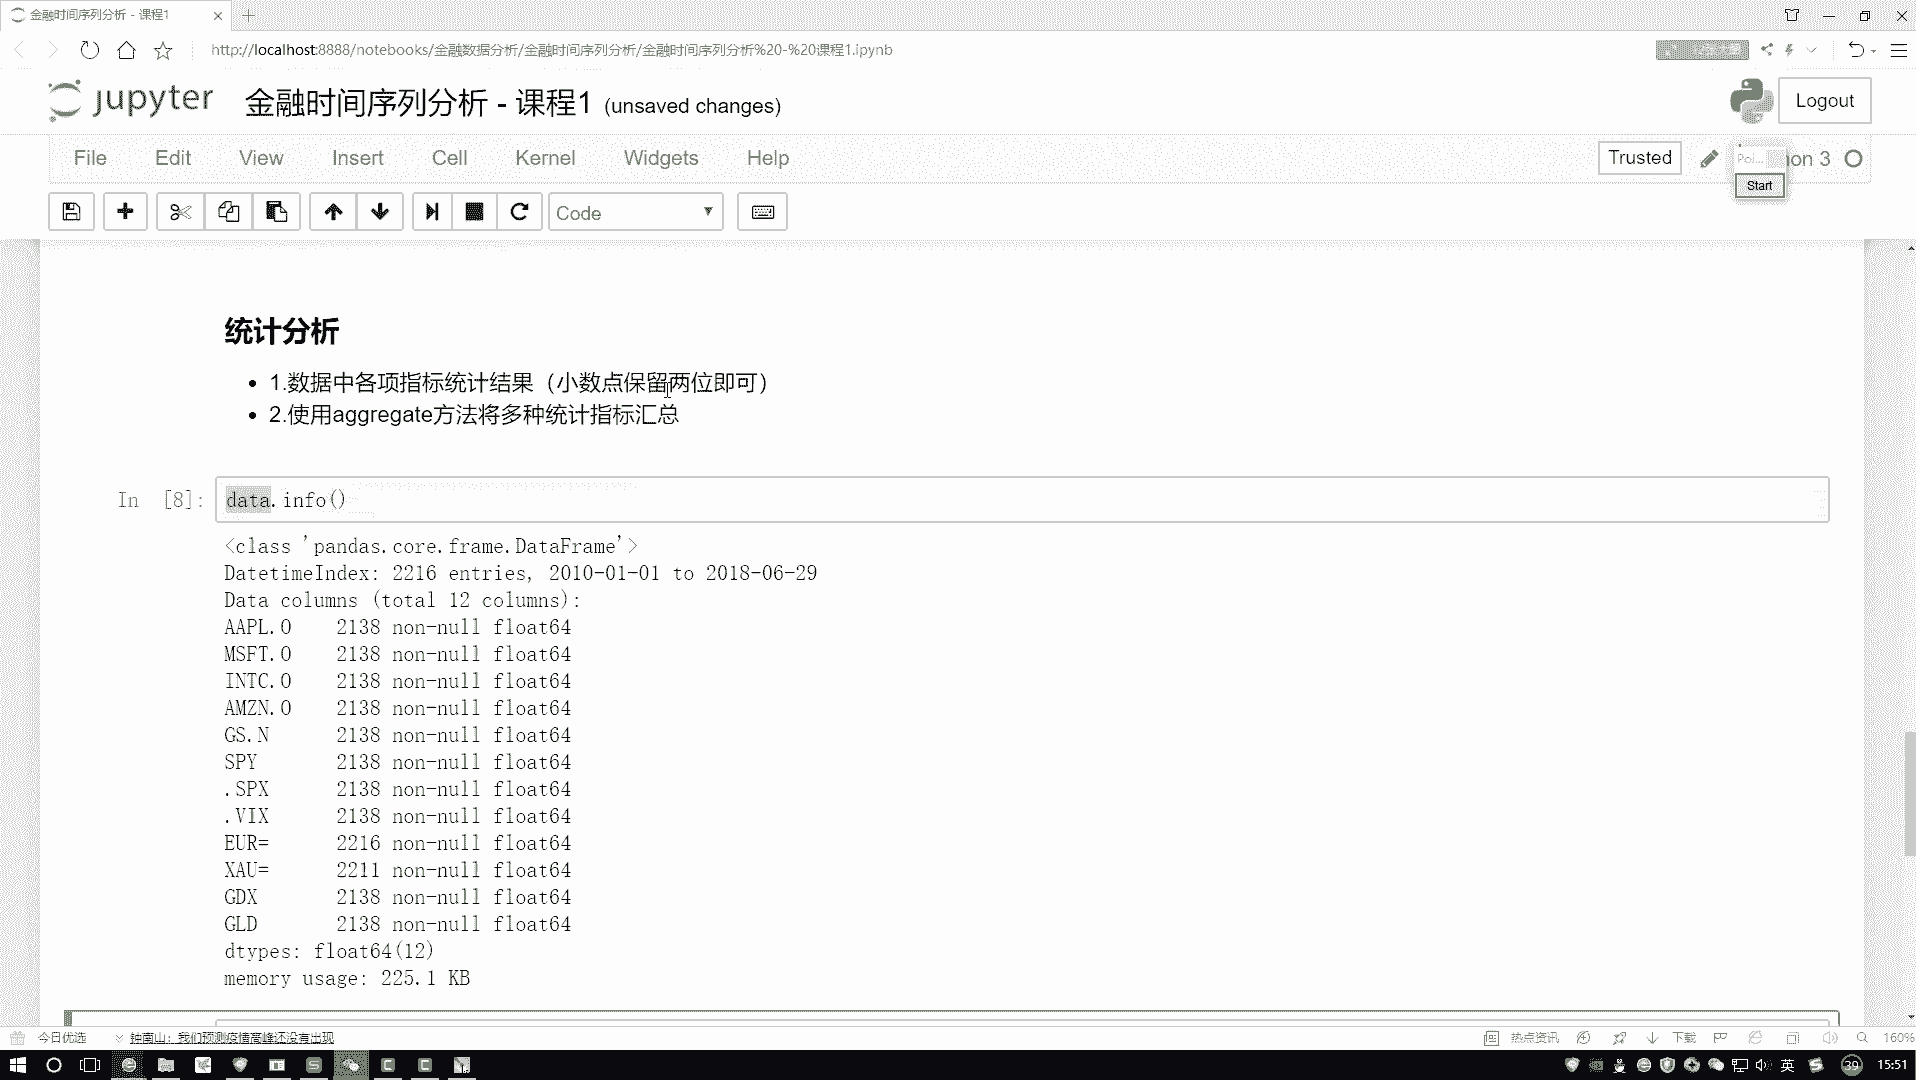 金融时间序列分析 - 课程1
http://localhost:8888/notebooks/金融数据分析/金融时间序列分析/金融时间序列分析%20-%20课程1.ipynb
jupyter 金融时间序列分析 - 课程1 (unsaved changes)
Logout
File Edit View Insert Cell Kernel Widgets Help
Trusted
Poi...
on 3
Start
Code
统计分析
• 1.数据中各项指标统计结果（小数点保留两位即可）
• 2.使用aggregate方法将多种统计指标汇总
In [8]: data.info()
<class 'pandas.core.frame.DataFrame'>
DatetimeIndex: 2216 entries, 2010-01-01 to 2018-06-29
Data columns (total 12 columns):
AAPL.O 2138 non-null float64
MSFT.O 2138 non-null float64
INTC.O 2138 non-null float64
AMZN.O 2138 non-null float64
GS.N 2138 non-null float64
SPY 2138 non-null float64
.SPX 2138 non-null float64
.VIX 2138 non-null float64
EUR= 2216 non-null float64
XAU= 2211 non-null float64
GDX 2138 non-null float64
GLD 2138 non-null float64
dtypes: float64(12)
memory usage: 225.1 KB
今日优选 钟南山：我们预测疫情高峰还没有出现
热点资讯 下载 160%
英 39 15:51